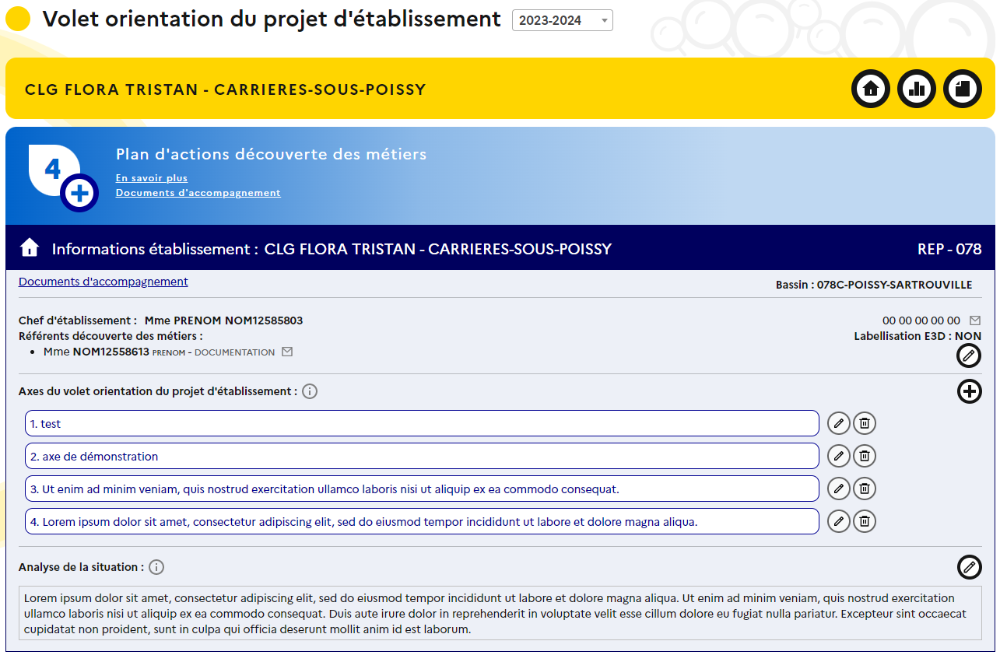 Volet orientation du projet d'établissement 2023-2024
CLG FLORA TRISTAN - CARRIERES-SOUS-POISSY
4
Plan d'actions découverte des métiers
En savoir plus
Documents d'accompagnement
Informations établissement : CLG FLORA TRISTAN - CARRIERES-SOUS-POISSY REP - 078
Documents d'accompagnement
Bassin : 078C-POISSY-SARTROUVILLE
Chef d'établissement : Mme PRENOM NOM12585803 00 00 00 00 00
Référents découverte des métiers : Labellisation E3D : NON
• Mme NOM12558613 PRENOM - DOCUMENTATION
Axes du volet orientation du projet d'établissement :
1. test
2. axe de démonstration
3. Ut enim ad minim veniam, quis nostrud exercitation ullamco laboris nisi ut aliquip ex ea commodo consequat.
4. Lorem ipsum dolor sit amet, consectetur adipiscing elit, sed do eiusmod tempor incididunt ut labore et dolore magna aliqua.
Analyse de la situation :
Lorem ipsum dolor sit amet, consectetur adipiscing elit, sed do eiusmod tempor incididunt ut labore et dolore magna aliqua. Ut enim ad minim veniam, quis nostrud exercitation
ullamco laboris nisi ut aliquip ex ea commodo consequat. Duis aute irure dolor in reprehenderit in voluptate velit esse cillum dolore eu fugiat nulla pariatur. Excepteur sint occaecat
cupidatat non proident, sunt in culpa qui officia deserunt mollit anim id est laborum.